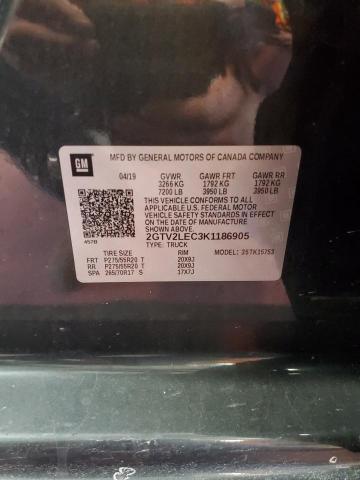 GM
MFD BY GENERAL MOTORS OF CANADA COMPANY
04/19 GVWR GAWR FRT GAWR RR
3266 KG 1792 KG 1792 KG
7200 LB 3950 LB 3950 LB
THIS VEHICLE CONFORMS TO ALL
APPLICABLE U.S. FEDERAL MOTOR
VEHICLE SAFETY STANDARDS IN
EFFECT ON THE DATE OF
MANUFACTURE SHOWN ABOVE.
457B
2GTV2LEC3K1186905
TYPE: TRUCK MODEL:
TIRE SIZE RIM
FRT P275/55R20 T 20X9J
RR P275/55R20 T 20X9J
SPA 265/70R17 S 17X7J